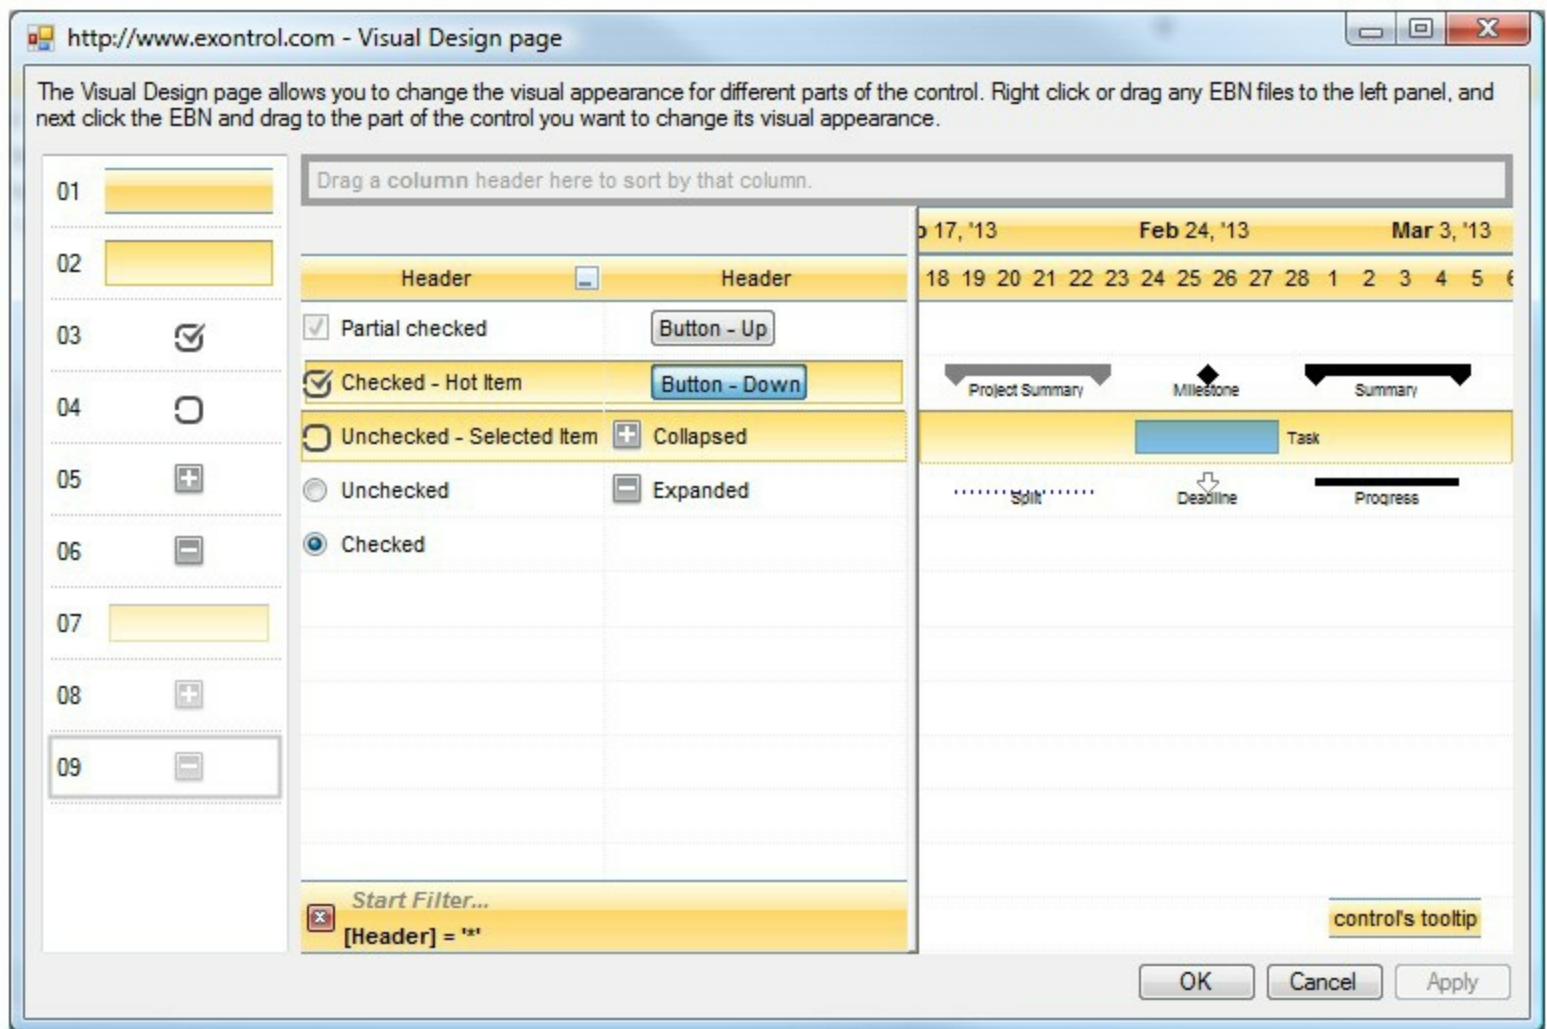 http://www.exontrol.com - Visual Design page
The Visual Design page allows you to change the visual appearance for different parts of the control. Right click or drag any EBN files to the left panel, and
next click the EBN and drag to the part of the control you want to change its visual appearance.
01
02
03
04
05
06
07
08
09
Drag a column header here to sort by that column.
Header Header
Partial checked Button - Up
Checked - Hot Item Button - Down
Unchecked - Selected Item Collapsed
Unchecked Expanded
Checked
Start Filter...
[Header] = '*'
17, '13 Feb 24, '13 Mar 3, '13
18 19 20 21 22 23 24 25 26 27 28 1 2 3 4 5
Project Summary Milestone Summary
Task
Split Deadline Progress
control's tooltip
OK Cancel Apply